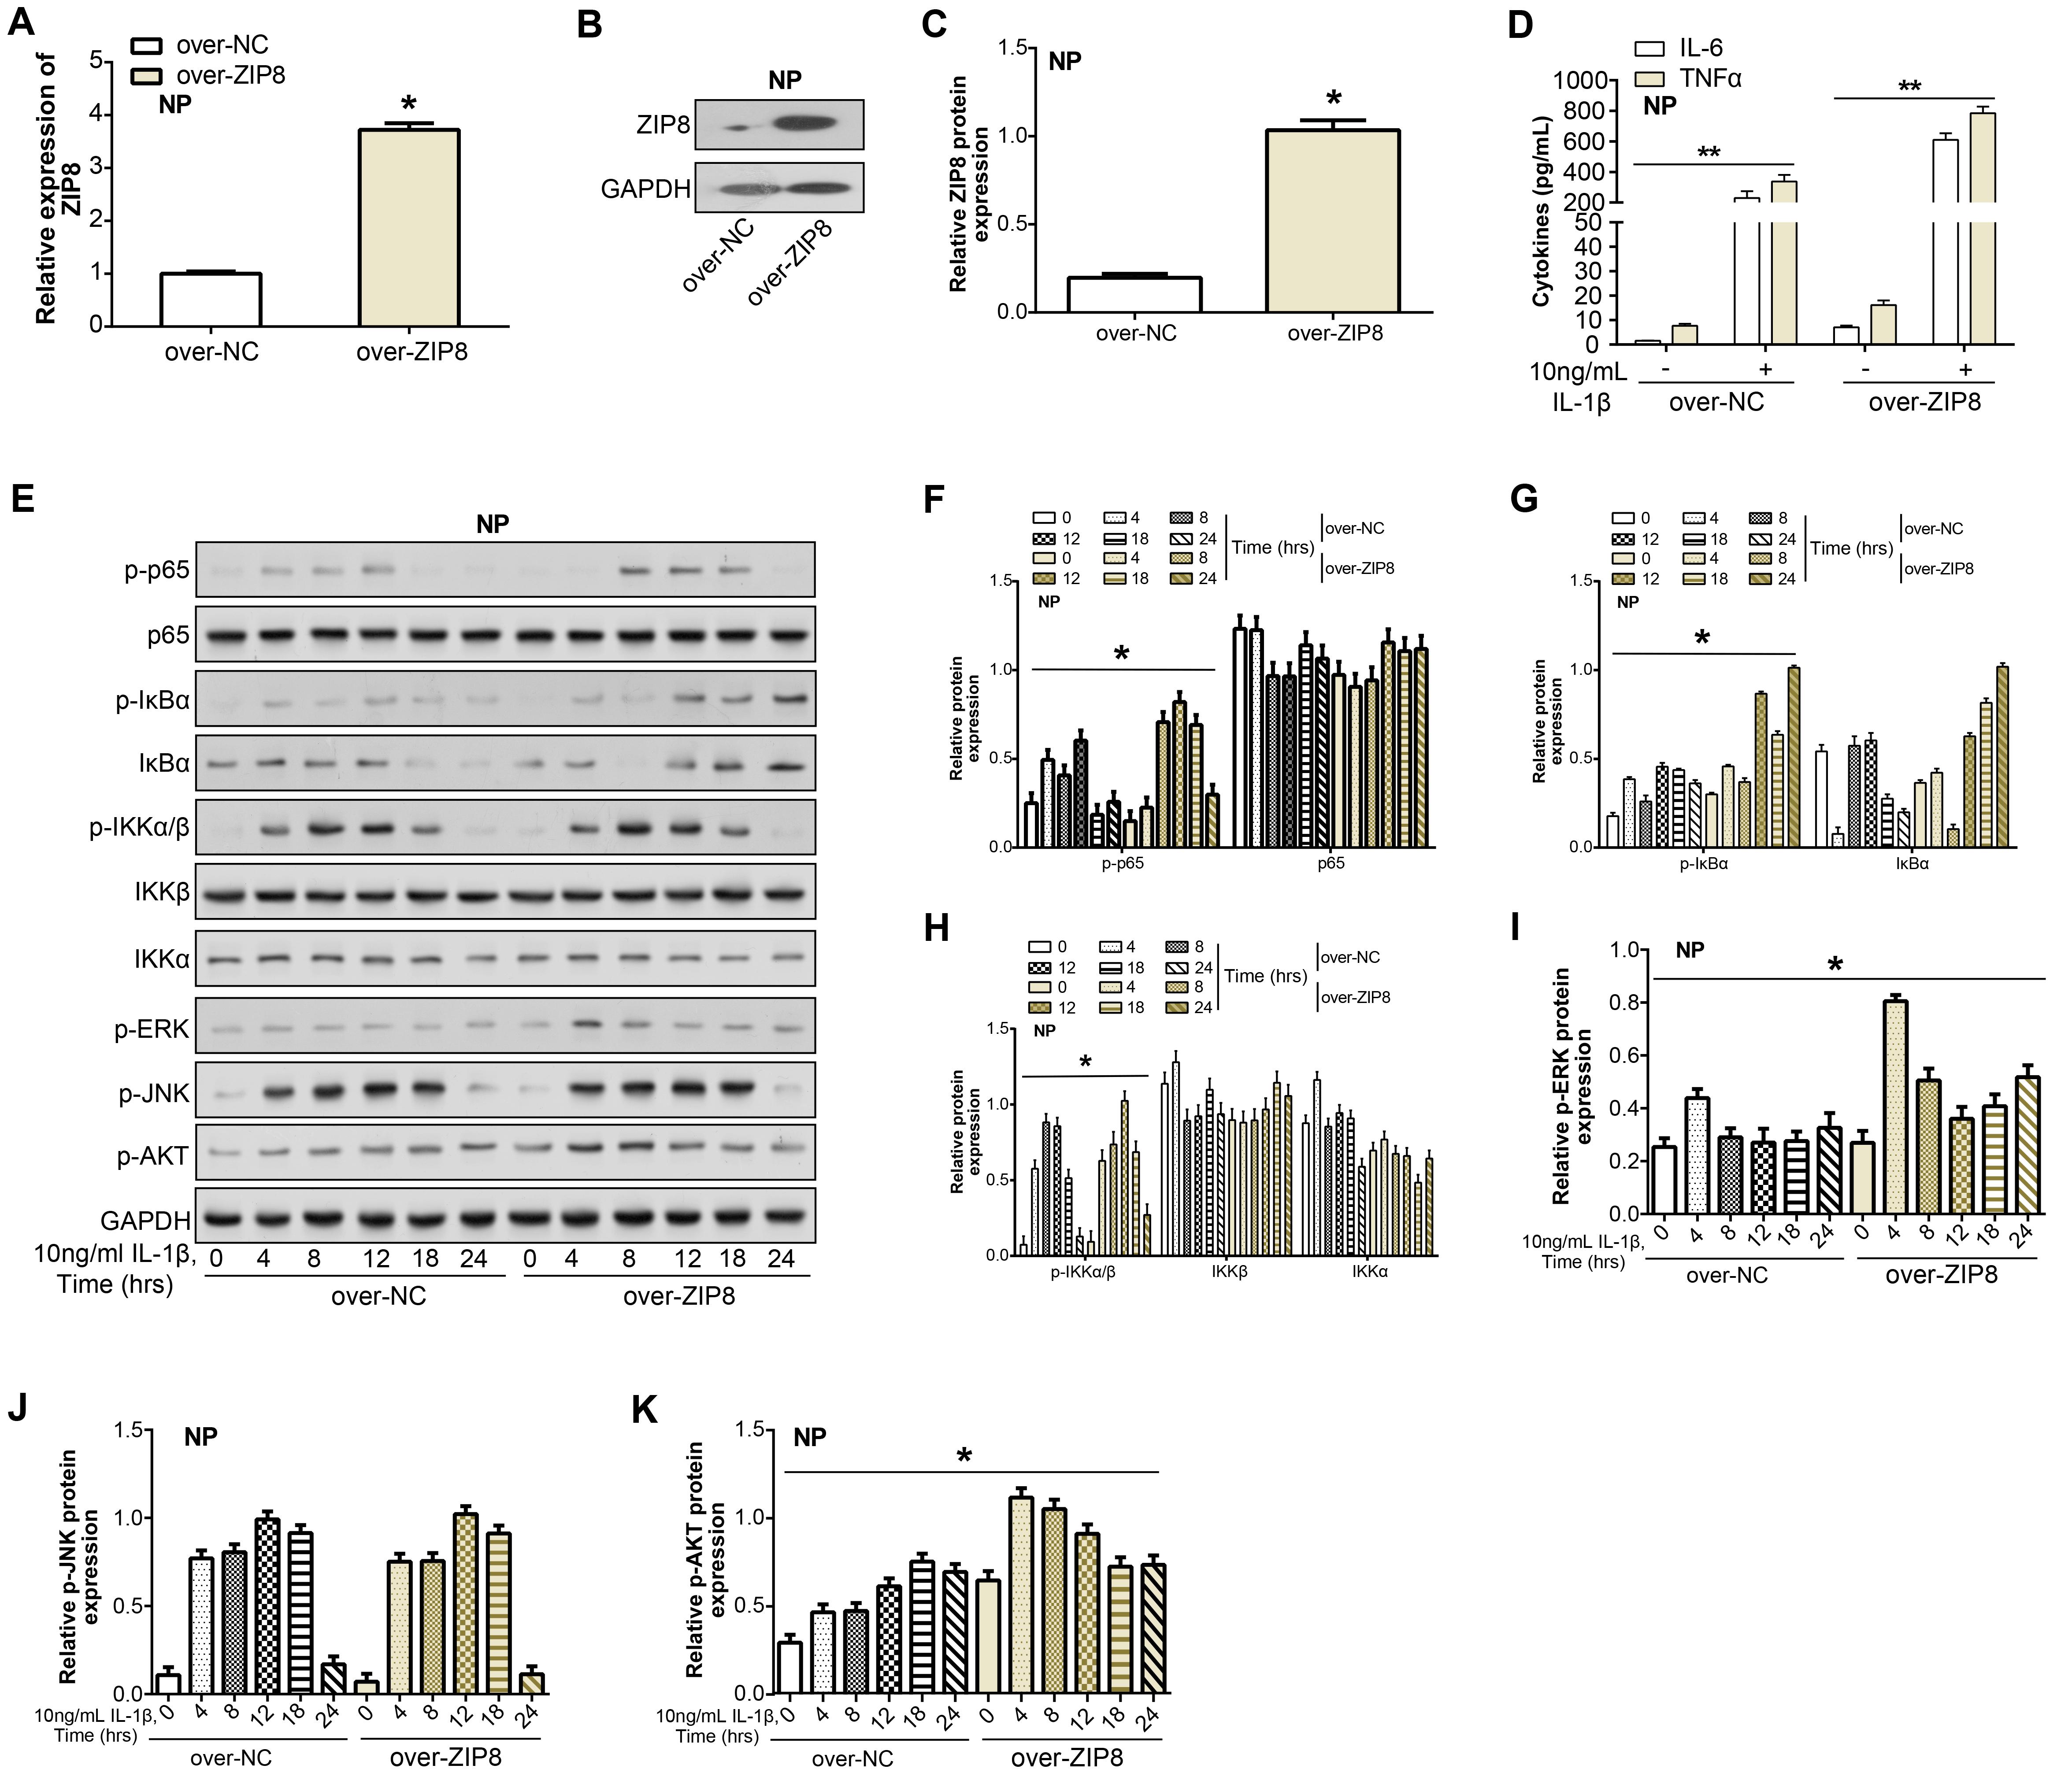 A
over-NC
over-ZIP8
NP
Relative expression of
ZIP8
5
4
3
2
1
0
*
over-NC
over-ZIP8
B
NP
ZIP8
GAPDH
over-NC
over-ZIP8
C
NP
Relative ZIP8 protein
expression
1.5
1.0
0.5
0.0
*
over-NC
over-ZIP8
D
IL-6
TNFα
NP
Cytokines (pg/mL)
1000
800
600
400
200
50
40
30
20
10
0
**
**
10ng/mL - + - +
IL-1β over-NC over-ZIP8
E
NP
p-p65
p65
p-IκBα
IκBα
p-IKKα/β
IKKβ
IKKα
p-ERK
p-JNK
p-AKT
GAPDH
10ng/ml IL-1β, 0 4 8 12 18 24 0 4 8 12 18 24
Time (hrs)
over-NC over-ZIP8
F
0 4 8
12 18 24
0 4 8
12 18 24
Time (hrs)
over-NC
over-ZIP8
NP
Relative protein
expression
1.5
1.0
0.5
0.0
*
p-p65 p65
G
0 4 8
12 18 24
0 4 8
12 18 24
Time (hrs)
over-NC
over-ZIP8
NP
Relative protein
expression
1.5
1.0
0.5
0.0
*
p-IκBα IκBα
H
0 4 8
12 18 24
0 4 8
12 18 24
Time (hrs)
over-NC
over-ZIP8
NP
Relative protein
expression
1.5
1.0
0.5
0.0
*
p-IKKα/β IKKβ IKKα
I
NP
Relative p-ERK protein
expression
1.0
0.8
0.6
0.4
0.2
0.0
*
0 4 8 12 18 24 0 4 8 12 18 24
10ng/mL IL-1β,
Time (hrs)
over-NC over-ZIP8
J
NP
Relative p-JNK protein
expression
1.5
1.0
0.5
0.0
0 4 8 12 18 24 0 4 8 12 18 24
10ng/mL IL-1β,
Time (hrs)
over-NC over-ZIP8
K
NP
Relative p-AKT protein
expression
1.5
1.0
0.5
0.0
*
0 4 8 12 18 24 0 4 8 12 18 24
10ng/mL IL-1β,
Time (hrs)
over-NC over-ZIP8